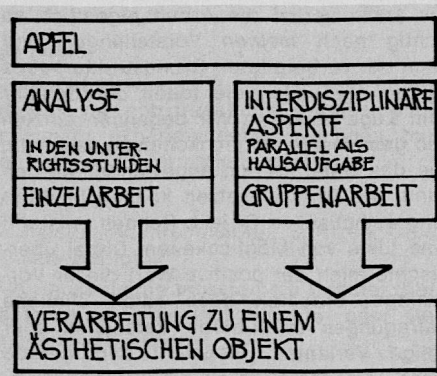 APFEL
ANALYSE
IN DEN UNTER-
RICHTSSTUNDEN
EINZELARBEIT
INTERDISZIPLINÄRE
ASPEKTE
PARALLEL ALS
HAUSAUFGABE
GRUPPENARBEIT
VERARBEITUNG ZU EINEM
ÄSTHETISCHEN OBJEKT